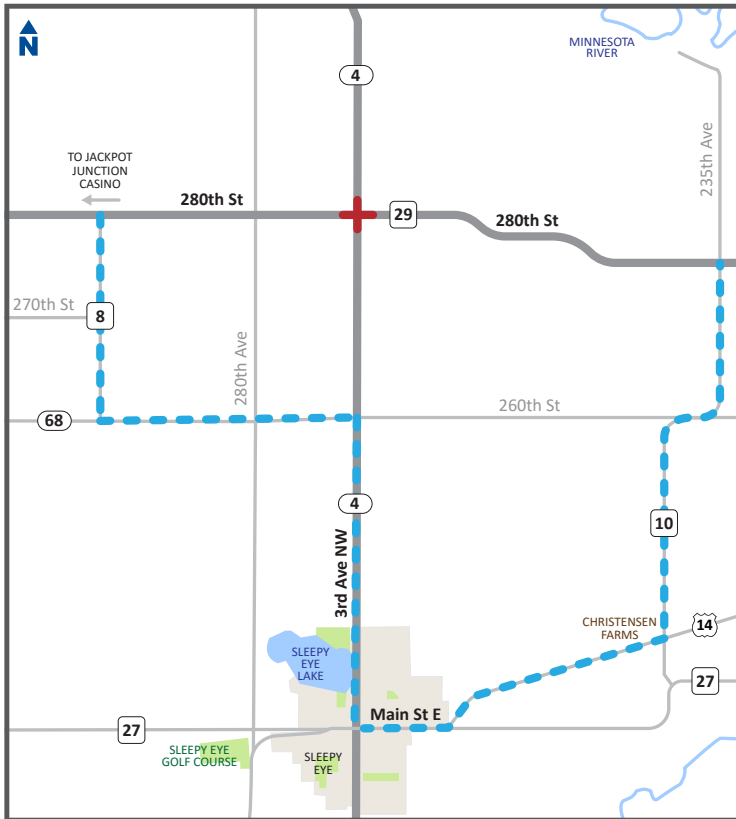 N
MINNESOTA
RIVER
4
235th Ave
TO JACKPOT
JUNCTION
CASINO
280th St
29
280th St
270th St
8
280th Ave
68
260th St
4
10
3rd Ave NW
CHRISTENSEN
FARMS
14
SLEEPY
EYE
LAKE
27
Main St E
27
SLEEPY EYE
GOLF COURSE
SLEEPY
EYE